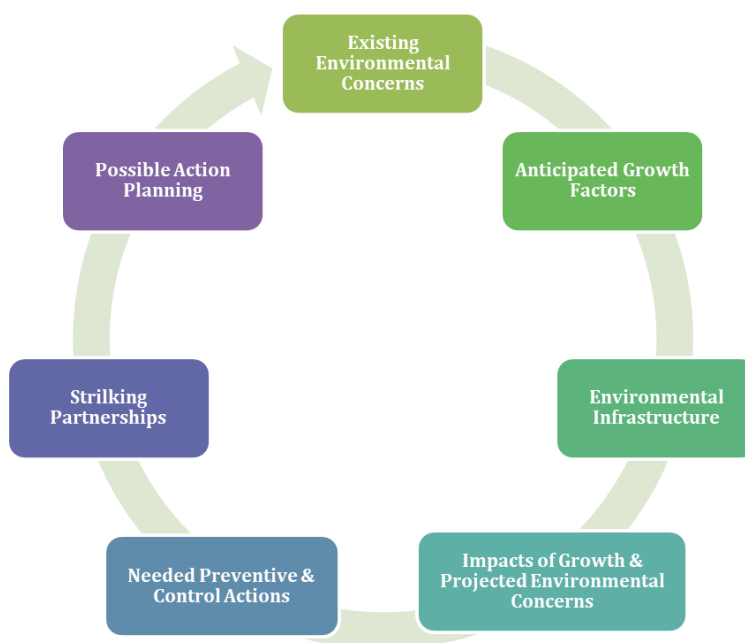 Existing
Environmental
Concerns
Anticipated Growth
Factors
Environmental
Infrastructure
Impacts of Growth &
Projected Environmental
Concerns
Needed Preventive &
Control Actions
Strilking
Partnerships
Possible Action
Planning